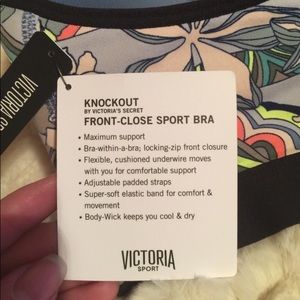 KNOCKOUT
BY VICTORIA'S SECRET
FRONT-CLOSE SPORT BRA
• Maximum support
• Bra-within-a-bra; locking-zip front closure
• Flexible, cushioned underwire moves
with you for comfortable support
• Adjustable padded straps
• Super-soft elastic band for comfort &
movement
• Body-Wick keeps you cool & dry
VICTORIA
SPORT
VICTORIA